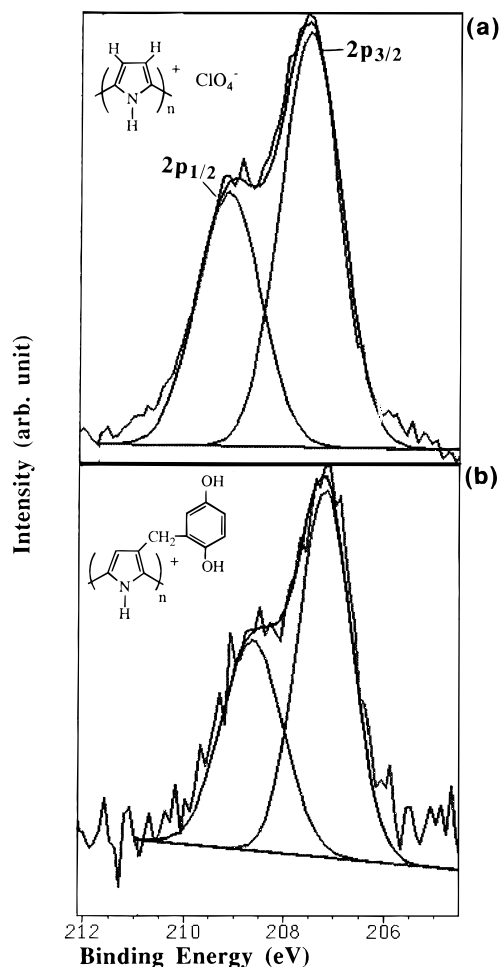 (a)
H H
+
ClO₄⁻
( )n
N
H
2p3/2
2p1/2
Intensity (arb. unit)
(b)
OH
CH₂
OH
+
( )n
N
H
212 210 208 206
Binding Energy (eV)